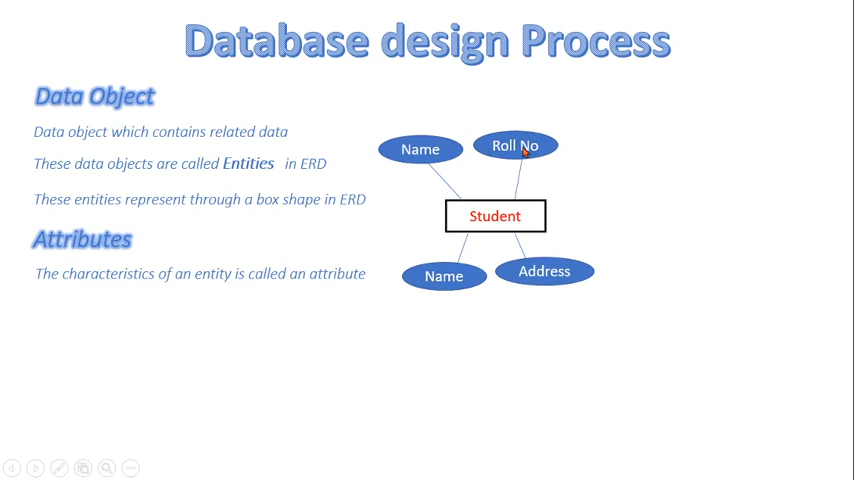 Database design Process
Data Object
Data object which contains related data
These data objects are called Entities in ERD
These entities represent through a box shape in ERD
Attributes
The characteristics of an entity is called an attribute
Name
Roll No
Student
Name
Address